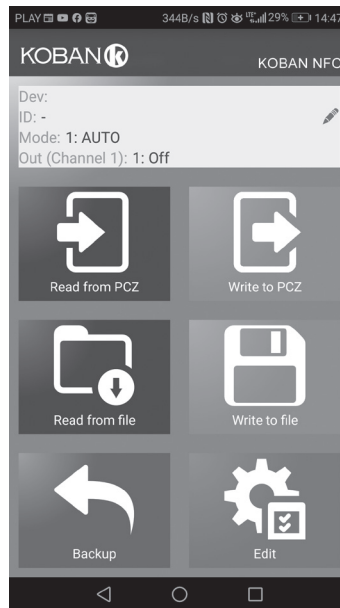 PLAY 344B/s LTE 29% 14:47
KOBAN K
KOBAN NFC
Dev:
ID: -
Mode: 1: AUTO
Out (Channel 1): 1: Off
Read from PCZ Write to PCZ
Read from file Write to file
Backup Edit